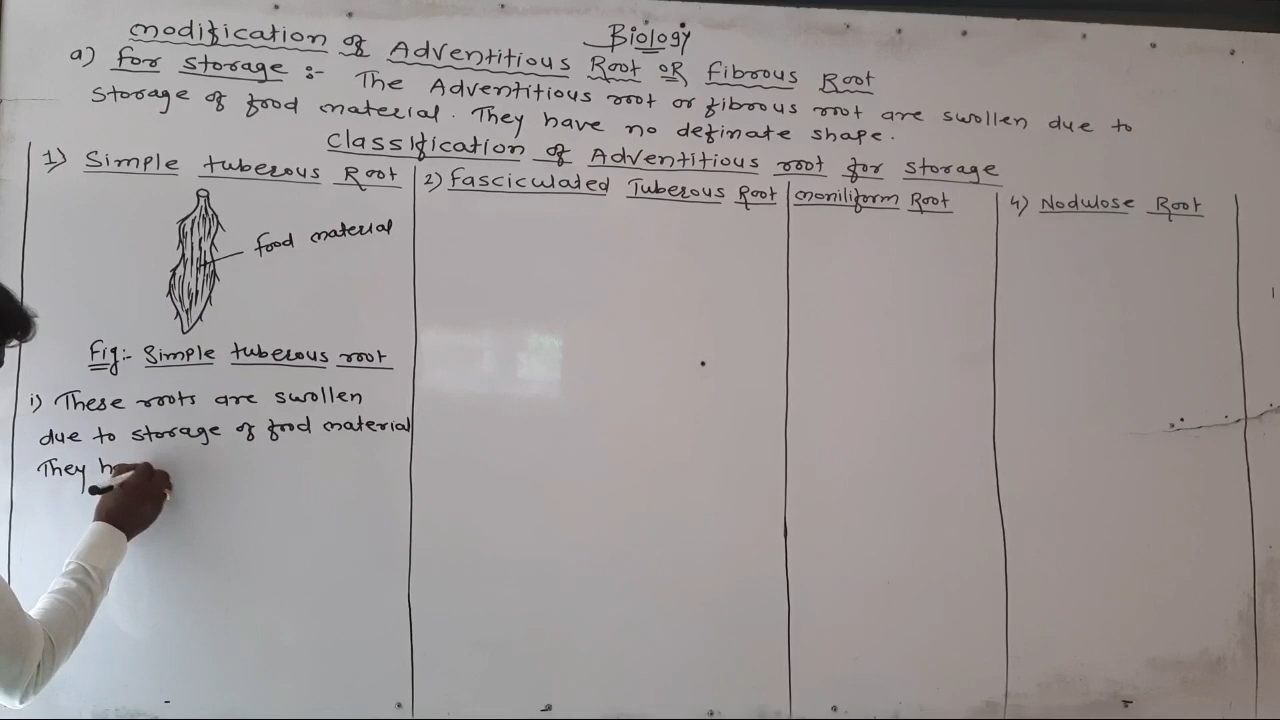 Biology
modification of Adventitious Root OR fibrous Root
a) for storage :- The Adventitious root or fibrous root are swollen due to
storage of food material. They have no definate shape.
Classification of Adventitious root for storage
1) Simple tuberous Root
2) fasciculated Tuberous Root
moniliform Root
4) Nodulose Root
food material
Fig:- Simple tuberous root
i) These roots are swollen
due to storage of food material
They